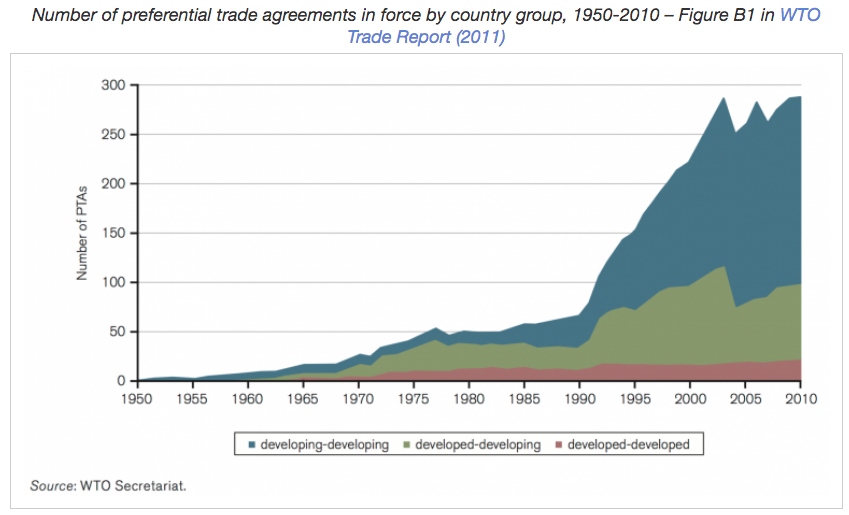 Number of preferential trade agreements in force by country group, 1950-2010 – Figure B1 in WTO
Trade Report (2011)
300
250
200
150
100
50
0
Number of PTAs
1950 1955 1960 1965 1970 1975 1980 1985 1990 1995 2000 2005 2010
developing-developing developed-developing developed-developed
Source: WTO Secretariat.